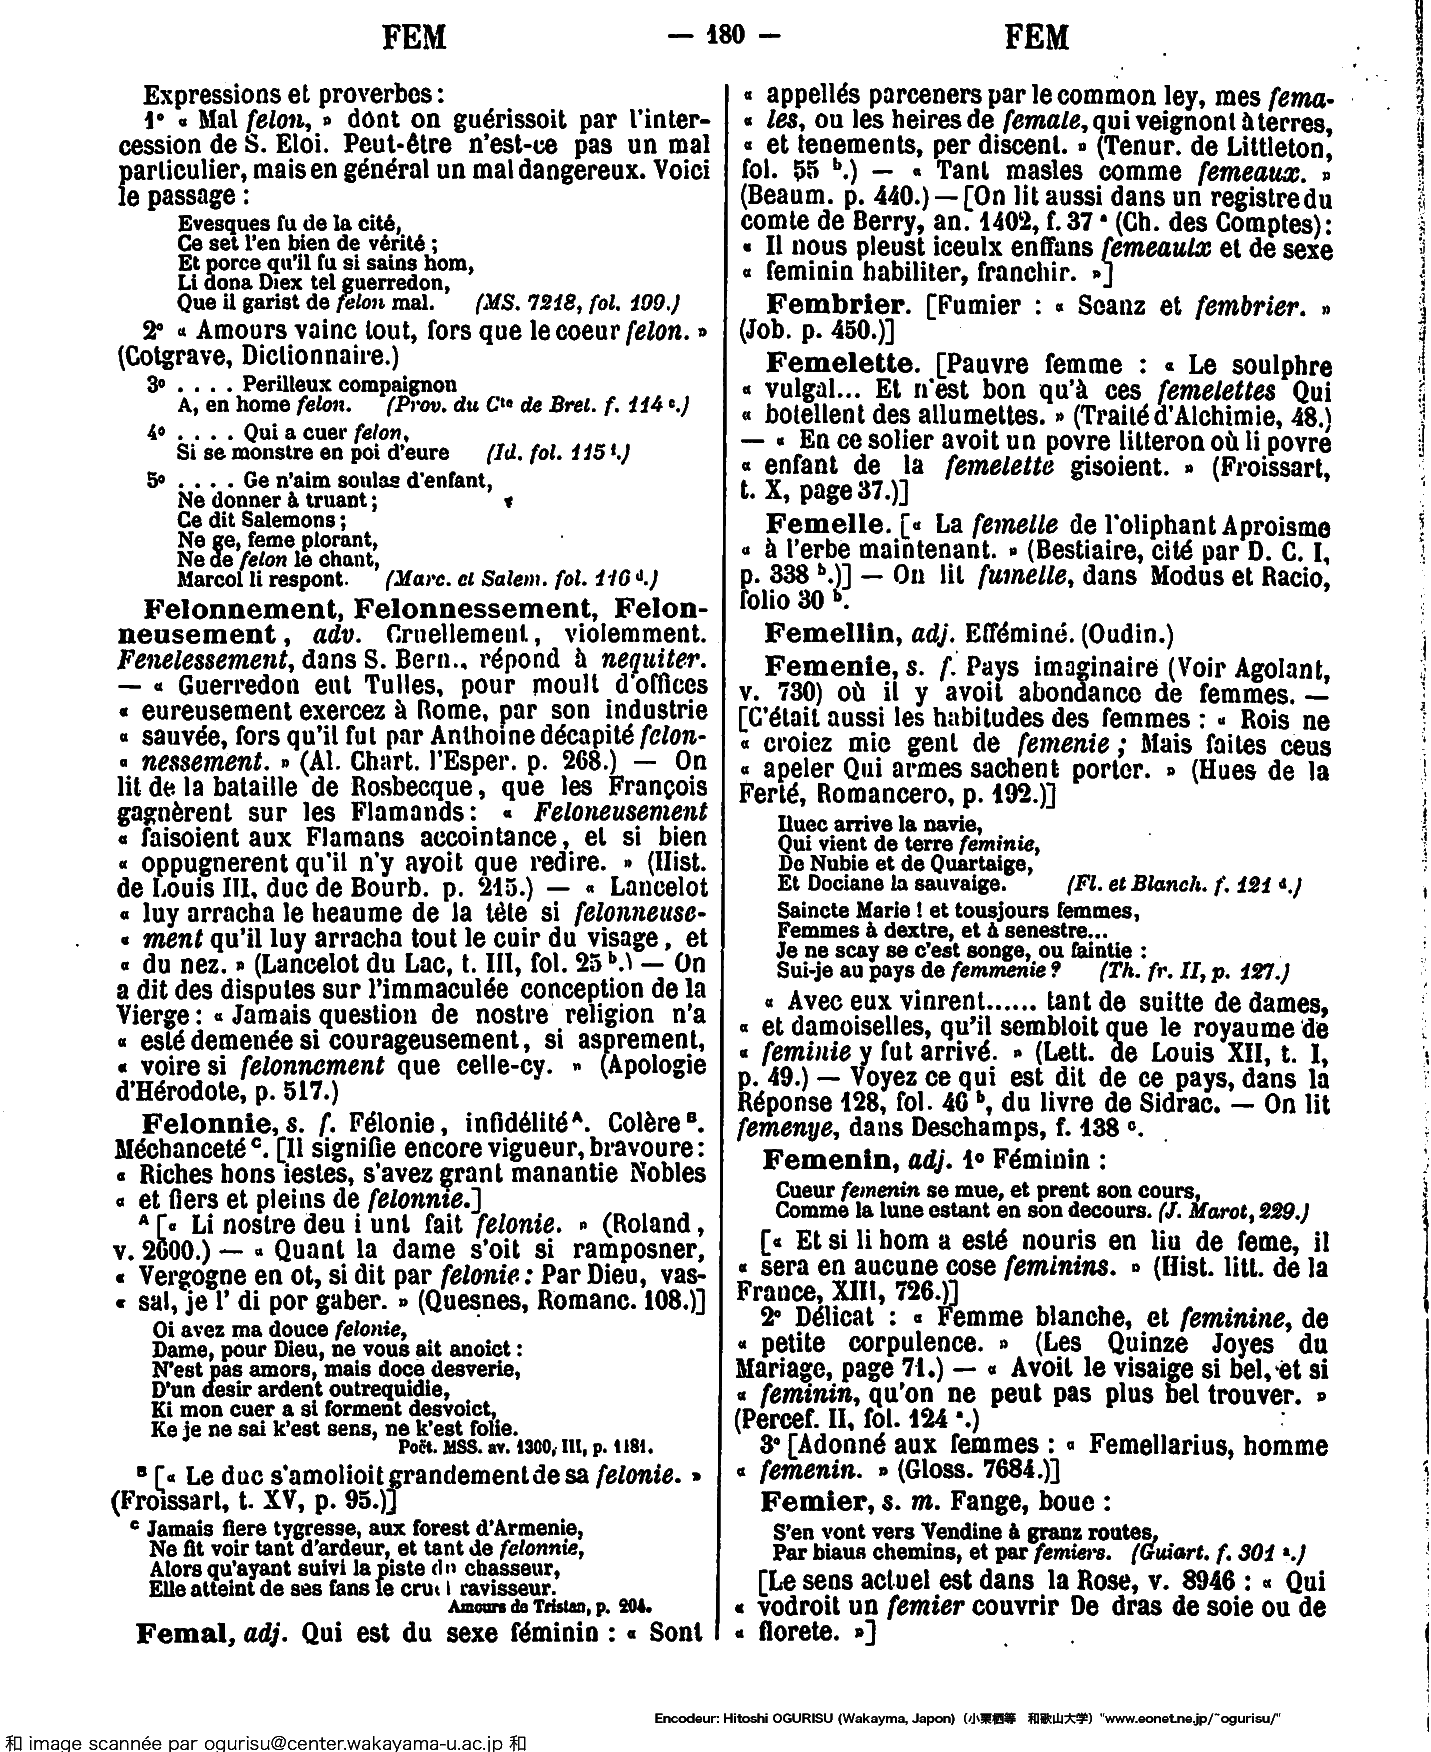 FEM — 180 — FEM
Expressions et proverbes :
1° « Mal felon, » dont on guérissoit par l'inter-
cession de S. Eloi. Peut-être n'est-ce pas un mal
particulier, mais en général un mal dangereux. Voici
le passage :
Evesques fu de la cité,
Ce set l'en bien de vérité ;
Et porce qu'il fu si sains hom,
Li dona Diex tel guerredon,
Que il garist de felon mal. (MS. 7218, fol. 109.)
2° « Amours vainc tout, fors que le coeur felon. »
(Cotgrave, Dictionnaire.)
3° . . . . Perilleux compaignon
A, en home felon. (Prov. du Cte de Bret. f. 114 c.)
4° . . . . Qui a cuer felon,
Si se monstre en poi d'eure (Id. fol. 115 f.)
5° . . . . Ge n'aim soulas d'enfant,
Ne donner à truant ;
Ce dit Salemons ;
Ne ge, feme plorant,
Ne de felon le chant,
Marcol li respont. (Marc. et Salem. fol. 116 d.)
Felonnement, Felonnessement, Felon-
neusement, adv. Cruellement, violemment.
Fenelessement, dans S. Bern., répond à nequiter.
— « Guerredon eut Tulles, pour moult d'offices
« eureusement exercez à Rome, par son industrie
« sauvée, fors qu'il fut par Anthoine décapité felon-
« nessement. » (Al. Chart. l'Esper. p. 268.) — On
lit de la bataille de Rosbecque, que les François
gagnèrent sur les Flamands : « Feloneusement
« faisoient aux Flamans accointance, et si bien
« oppugnerent qu'il n'y avoit que redire. » (Hist.
de Louis III, duc de Bourb. p. 215.) — « Lancelot
« luy arracha le heaume de la tête si felonneuse-
« ment qu'il luy arracha tout le cuir du visage, et
« du nez. » (Lancelot du Lac, t. III, fol. 25 b.) — On
a dit des disputes sur l'immaculée conception de la
Vierge : « Jamais question de nostre religion n'a
« esté demenée si courageusement, si asprement,
« voire si felonnement que celle-cy. » (Apologie
d'Hérodote, p. 517.)
Felonnie, s. f. Félonie, infidélité A. Colère B.
Méchanceté C. [Il signifie encore vigueur, bravoure :
« Riches hons iestes, s'avez grant manantie Nobles
« et fiers et pleins de felonnie.]
A [« Li nostre deu i unt fait felonie. » (Roland,
v. 2600.) — « Quant la dame s'oit si ramposner,
« Vergogne en ot, si dit par felonie : Par Dieu, vas-
« sal, je l' di por gaber. » (Quesnes, Romanc. 108.)]
Oi avez ma douce felonie,
Dame, pour Dieu, ne vous ait anoict :
N'est pas amors, mais doce desverie,
D'un desir ardent outrequidie,
Ki mon cuer a si forment desvoict,
Ke je ne sai k'est sens, ne k'est folie.
Poët. MSS. av. 1300, III, p. 1181.
B [« Le duc s'amolioit grandement de sa felonie. »
(Froissart, t. XV, p. 95.)]
C Jamais fiere tygresse, aux forest d'Armenie,
Ne fit voir tant d'ardeur, et tant de felonnie,
Alors qu'ayant suivi la piste du chasseur,
Elle atteint de ses fans le cruel ravisseur.
Amours de Tristan, p. 204.
Femal, adj. Qui est du sexe féminin : « Sont
« appellés parceners par le common ley, mes fema-
« les, ou les heires de female, qui veignont à terres,
« et tenements, per discent. » (Tenur. de Littleton,
fol. 55 b.) — « Tant masles comme femeaux. »
(Beaum. p. 440.) — [On lit aussi dans un registre du
comte de Berry, an. 1402, f. 37 a (Ch. des Comptes) :
« Il nous pleust iceulx enffans femeaulx et de sexe
« feminin habiliter, franchir. »]
Fembrier. [Fumier : « Scanz et fembrier. »
(Job. p. 450.)]
Femelette. [Pauvre femme : « Le soulphre
« vulgal... Et n'est bon qu'à ces femelettes Qui
« botellent des allumettes. » (Traité d'Alchimie, 48.)
— « En ce solier avoit un povre litteron où li povre
« enfant de la femelette gisoient. » (Froissart,
t. X, page 37.)]
Femelle. [« La femelle de l'oliphant Aproisme
« à l'erbe maintenant. » (Bestiaire, cité par D. C. I,
p. 338 b.)] — On lit fumelle, dans Modus et Racio,
folio 30 b.
Femellin, adj. Efféminé. (Oudin.)
Femenie, s. f. Pays imaginaire (Voir Agolant,
v. 730) où il y avoit abondance de femmes. —
[C'était aussi les habitudes des femmes : « Rois ne
« croiez mie gent de femenie ; Mais faites ceus
« apeler Qui armes sachent porter. » (Hues de la
Ferté, Romancero, p. 192.)]
Iluec arrive la navie,
Qui vient de terre feminie,
De Nubie et de Quartaige,
Et Dociane la sauvaige. (Fl. et Blanch. f. 121 d.)
Saincte Marie ! et tousjours femmes,
Femmes à dextre, et à senestre...
Je ne scay se c'est songe, ou faintie :
Sui-je au pays de femmenie ? (Th. fr. II, p. 127.)
« Avec eux vinrent...... tant de suitte de dames,
« et damoiselles, qu'il sembloit que le royaume de
« feminie y fut arrivé. » (Lett. de Louis XII, t. I,
p. 49.) — Voyez ce qui est dit de ce pays, dans la
Réponse 128, fol. 46 b, du livre de Sidrac. — On lit
femenye, dans Deschamps, f. 138 c.
Femenin, adj. 1° Féminin :
Cueur femenin se mue, et prent son cours,
Comme la lune estant en son decours. (J. Marot, 229.)
[« Et si li hom a esté nouris en liu de feme, il
« sera en aucune cose feminins. » (Hist. litt. de la
France, XIII, 726.)]
2° Délicat : « Femme blanche, et feminine, de
« petite corpulence. » (Les Quinze Joyes du
Mariage, page 71.) — « Avoit le visaige si bel, et si
« feminin, qu'on ne peut pas plus bel trouver. »
(Percef. II, fol. 124 a.)
3° [Adonné aux femmes : « Femellarius, homme
« femenin. » (Gloss. 7684.)]
Femier, s. m. Fange, boue :
S'en vont vers Vendine à granz routes,
Par biaus chemins, et par femiers. (Guiart. f. 301 a.)
[Le sens actuel est dans la Rose, v. 8946 : « Qui
« vodroit un femier couvrir De dras de soie ou de
« florete. »]
Encodeur: Hitoshi OGURISU (Wakayma, Japon) (小栗栖等 和歌山大学) "www.eonet.ne.jp/~ogurisu/"
和 image scannée par ogurisu@center.wakayama-u.ac.jp 和